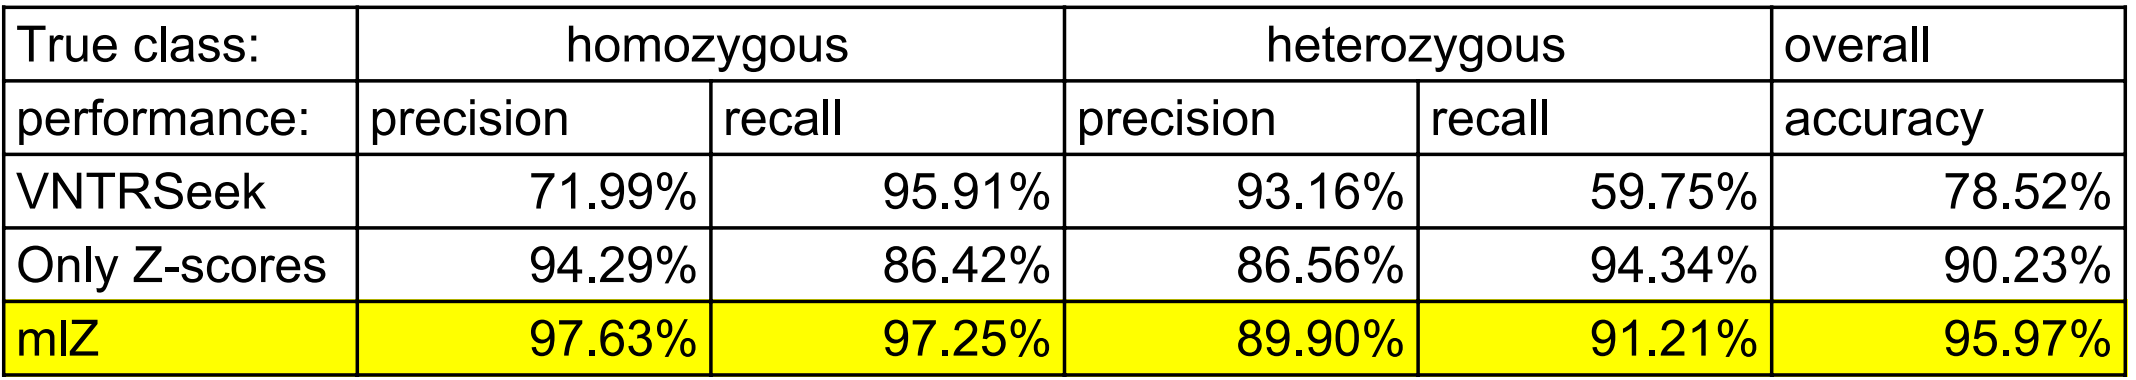 True class: homozygous heterozygous overall
performance: precision recall precision recall accuracy
VNTRSeek 71.99% 95.91% 93.16% 59.75% 78.52%
Only Z-scores 94.29% 86.42% 86.56% 94.34% 90.23%
mlZ 97.63% 97.25% 89.90% 91.21% 95.97%